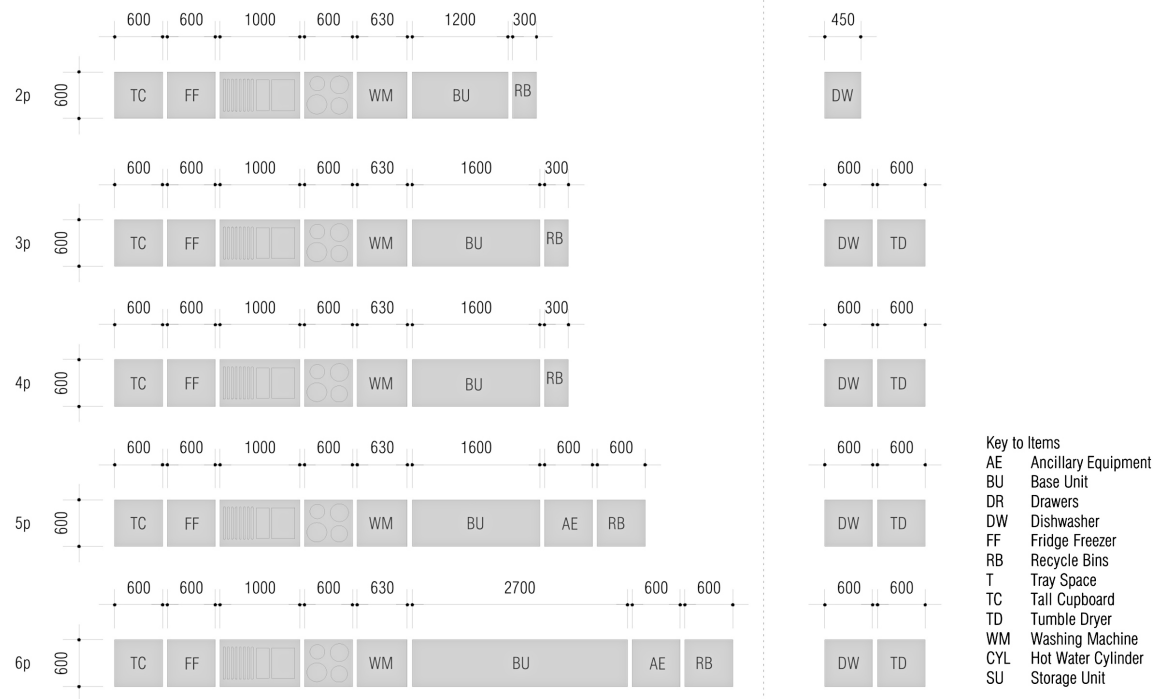 600 600 1000 600 630 1200 300 450
2p 600 TC FF WM BU RB DW
600 600 1000 600 630 1600 300 600 600
3p 600 TC FF WM BU RB DW TD
600 600 1000 600 630 1600 300 600 600
4p 600 TC FF WM BU RB DW TD
600 600 1000 600 630 1600 600 600 600 600
5p 600 TC FF WM BU AE RB DW TD
600 600 1000 600 630 2700 600 600 600 600
6p 600 TC FF WM BU AE RB DW TD
Key to Items
AE Ancillary Equipment
BU Base Unit
DR Drawers
DW Dishwasher
FF Fridge Freezer
RB Recycle Bins
T Tray Space
TC Tall Cupboard
TD Tumble Dryer
WM Washing Machine
CYL Hot Water Cylinder
SU Storage Unit